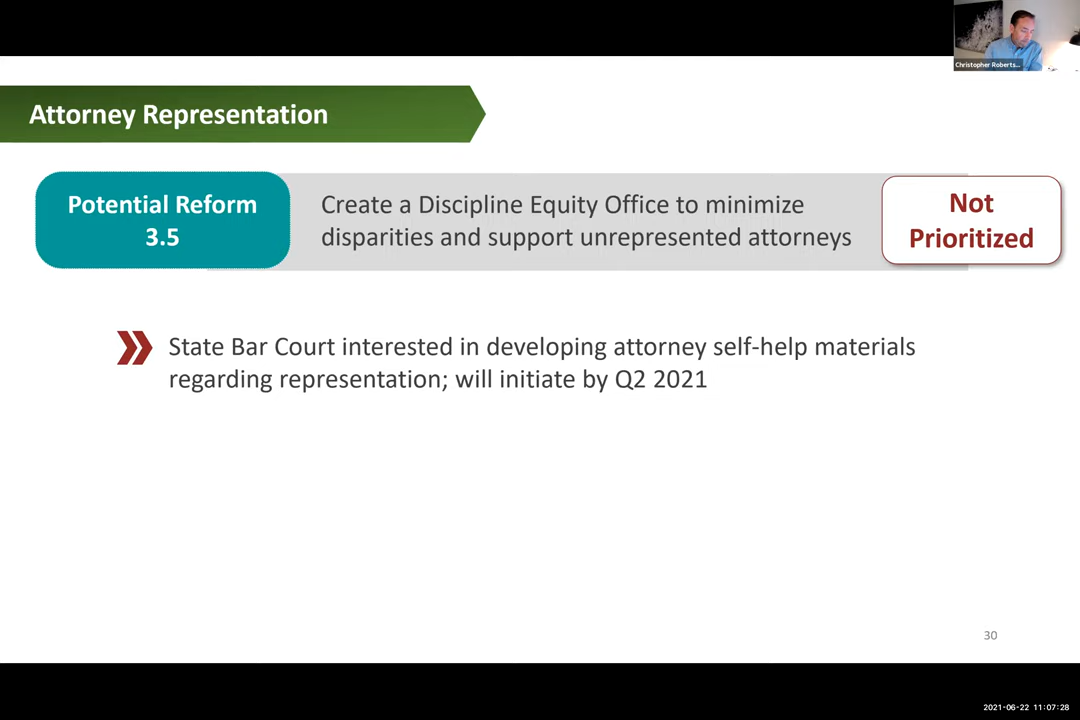 Christopher Roberts...
Attorney Representation
Potential Reform
3.5
Create a Discipline Equity Office to minimize
disparities and support unrepresented attorneys
Not
Prioritized
State Bar Court interested in developing attorney self-help materials
regarding representation; will initiate by Q2 2021
30
2021-06-22 11:07:28